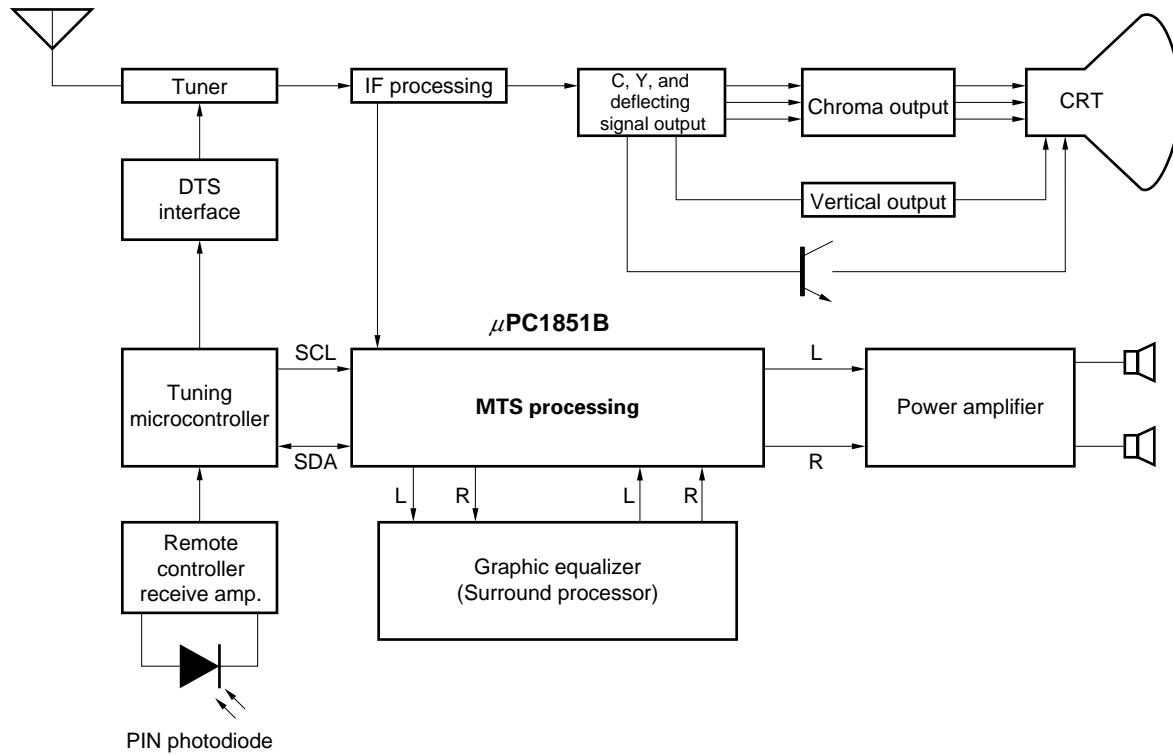 Tuner
IF processing
C, Y, and
deflecting
signal output
Chroma output
CRT
DTS
interface
Vertical output
μPC1851B
Tuning
microcontroller
SCL
SDA
MTS processing
L
R
Power amplifier
L
R
L
R
Remote
controller
receive amp.
Graphic equalizer
(Surround processor)
PIN photodiode